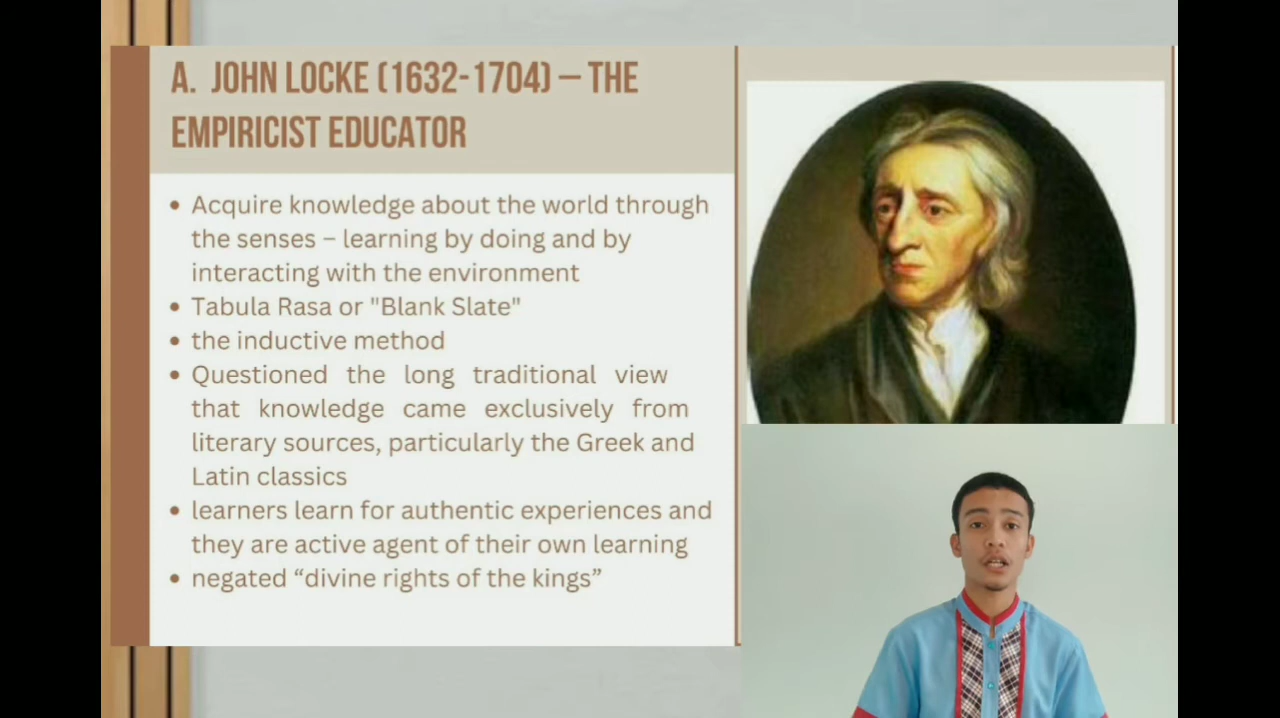 A. JOHN LOCKE (1632-1704) – THE
EMPIRICIST EDUCATOR
• Acquire knowledge about the world through
the senses – learning by doing and by
interacting with the environment
• Tabula Rasa or "Blank Slate"
• the inductive method
• Questioned the long traditional view
that knowledge came exclusively from
literary sources, particularly the Greek and
Latin classics
• learners learn for authentic experiences and
they are active agent of their own learning
• negated “divine rights of the kings”